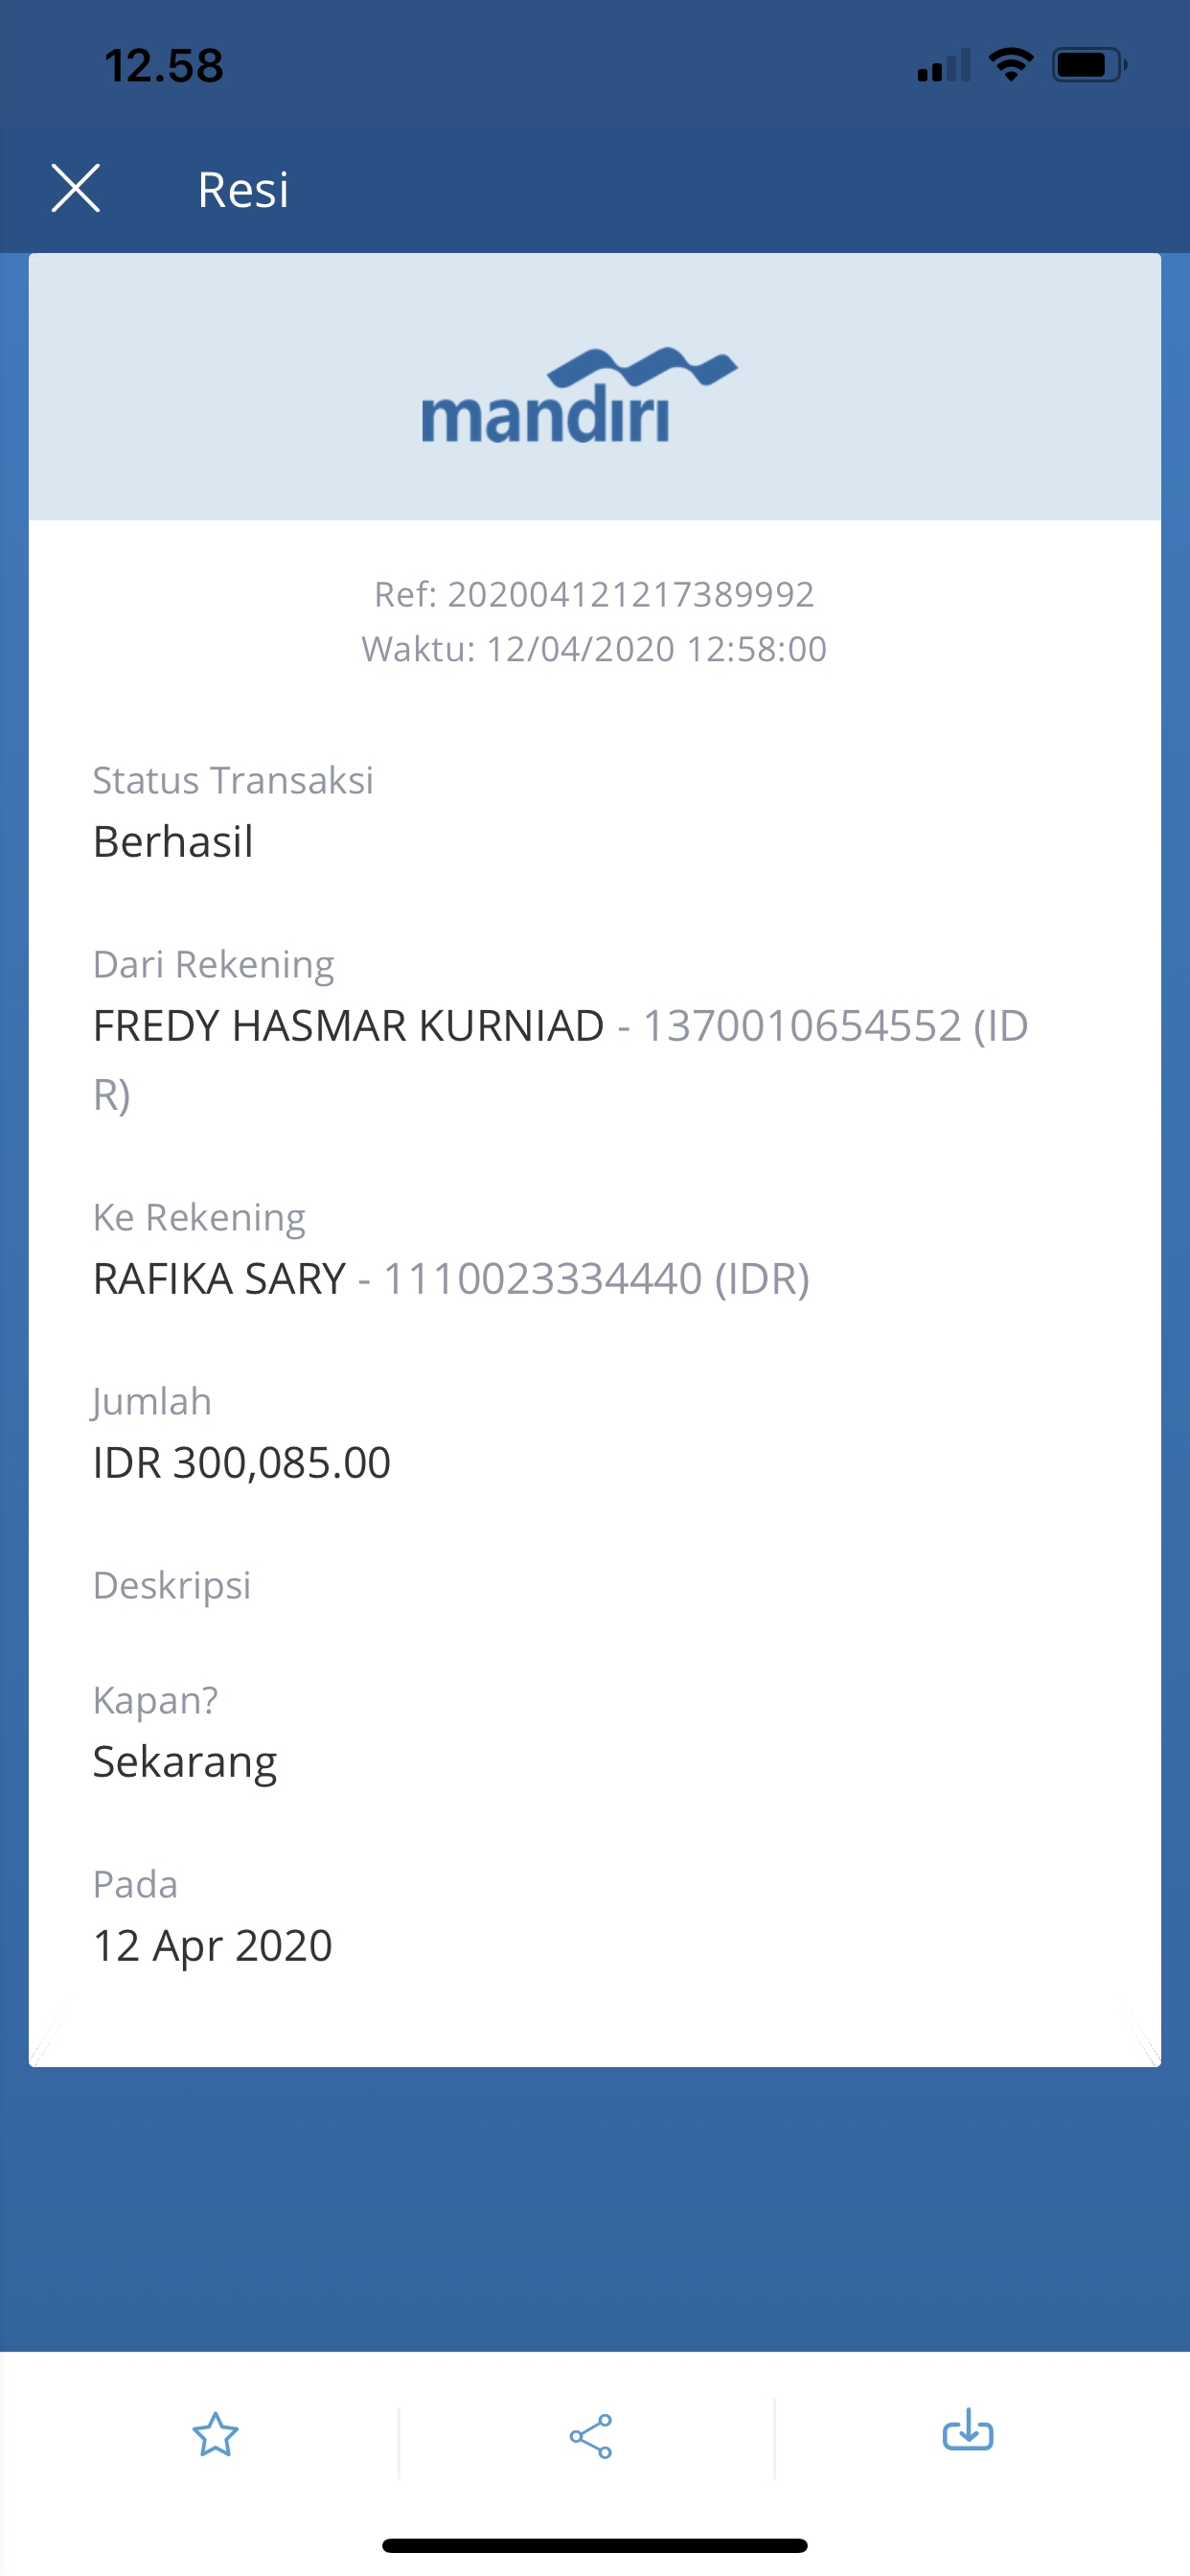 12.58
Resi
mandırı
Ref: 202004121217389992
Waktu: 12/04/2020 12:58:00
Status Transaksi
Berhasil
Dari Rekening
FREDY HASMAR KURNIAD - 1370010654552 (ID
R)
Ke Rekening
RAFIKA SARY - 1110023334440 (IDR)
Jumlah
IDR 300,085.00
Deskripsi
Kapan?
Sekarang
Pada
12 Apr 2020